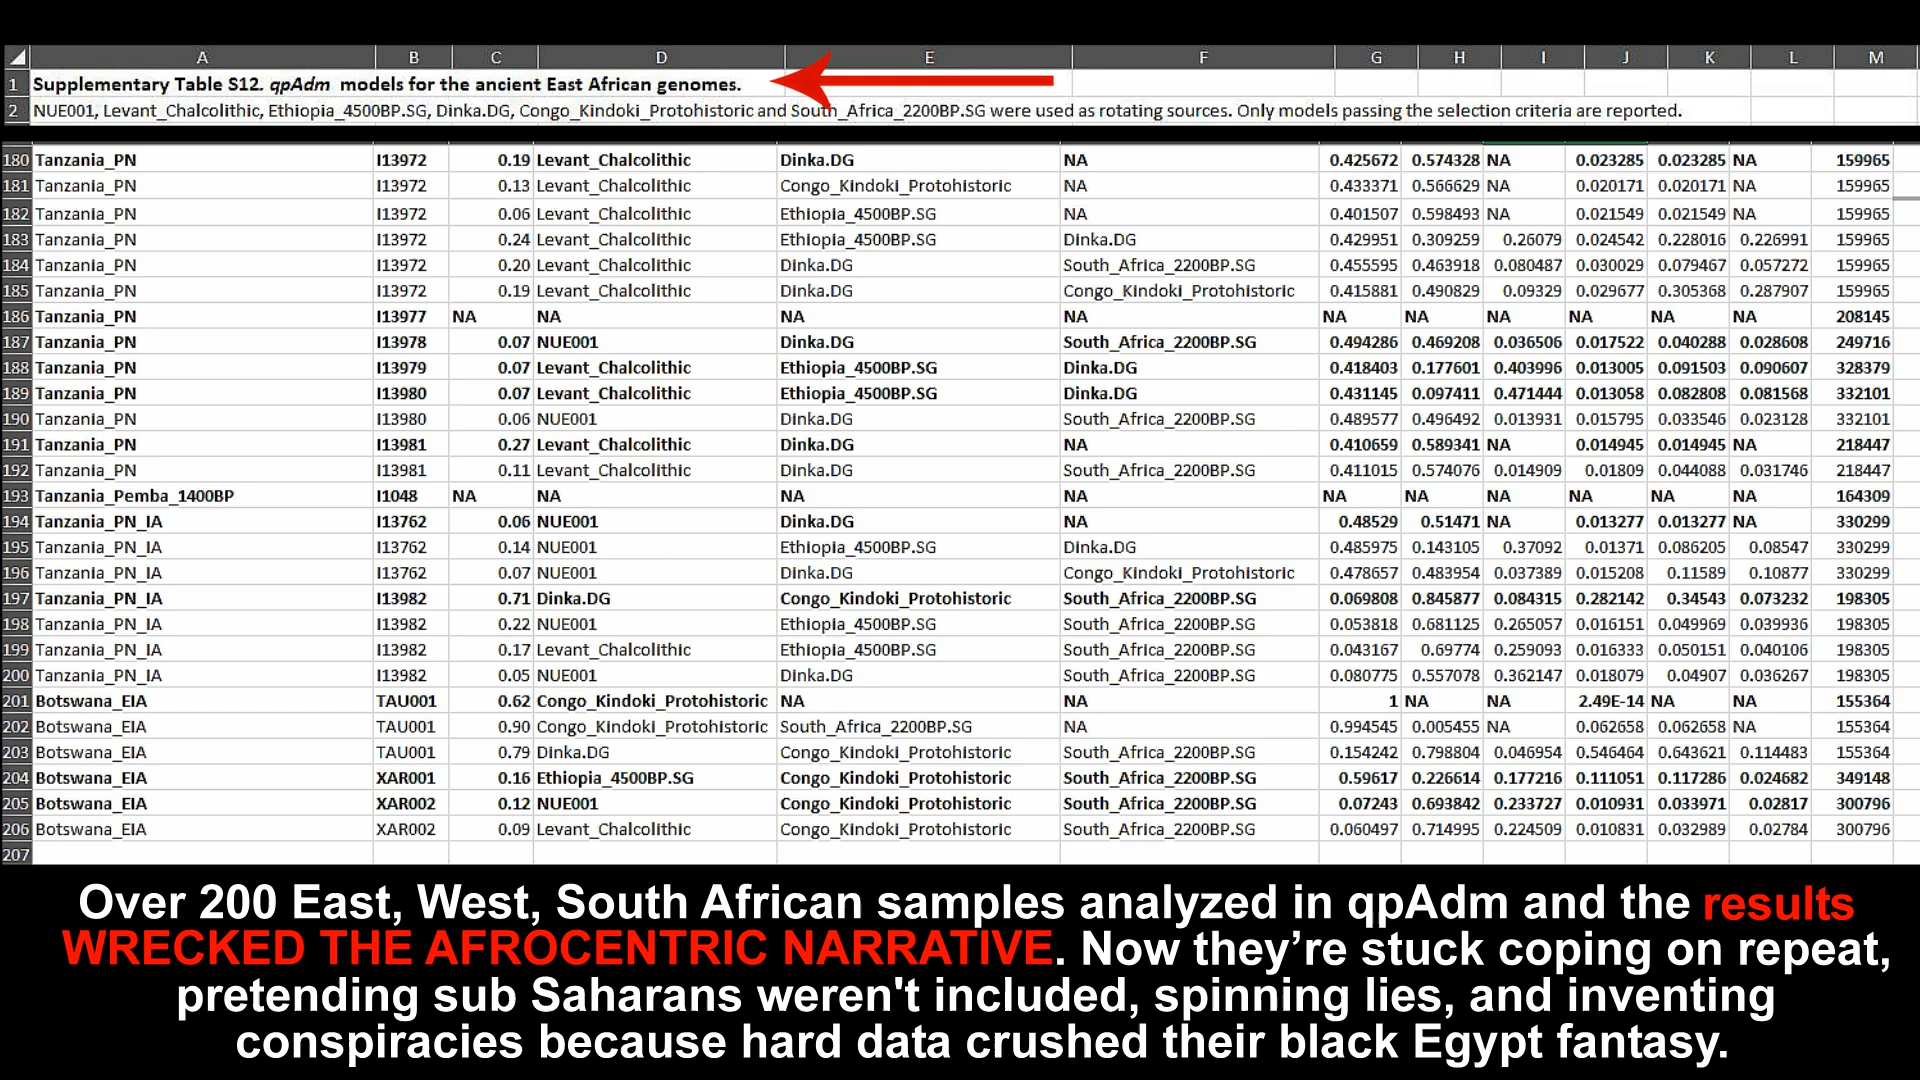 A B C D E F G H I J K L M
1 Supplementary Table S12. qpAdm models for the ancient East African genomes.
2 NUE001, Levant_Chalcolithic, Ethiopia_4500BP.SG, Dinka.DG, Congo_Kindoki_Protohistoric and South_Africa_2200BP.SG were used as rotating sources. Only models passing the selection criteria are reported.
180 Tanzania_PN I13972 0.19 Levant_Chalcolithic Dinka.DG NA 0.425672 0.574328 NA 0.023285 0.023285 NA 159965
181 Tanzania_PN I13972 0.13 Levant_Chalcolithic Congo_Kindoki_Protohistoric NA 0.433371 0.566629 NA 0.020171 0.020171 NA 159965
182 Tanzania_PN I13972 0.06 Levant_Chalcolithic Ethiopia_4500BP.SG NA 0.401507 0.598493 NA 0.021549 0.021549 NA 159965
183 Tanzania_PN I13972 0.24 Levant_Chalcolithic Ethiopia_4500BP.SG Dinka.DG 0.429951 0.309259 0.26079 0.024542 0.228016 0.226991 159965
184 Tanzania_PN I13972 0.20 Levant_Chalcolithic Dinka.DG South_Africa_2200BP.SG 0.455595 0.463918 0.080487 0.030029 0.079467 0.057272 159965
185 Tanzania_PN I13972 0.19 Levant_Chalcolithic Dinka.DG Congo_Kindoki_Protohistoric 0.415881 0.490829 0.09329 0.029677 0.305368 0.287907 159965
186 Tanzania_PN I13977 NA NA NA NA NA NA NA NA NA NA 208145
187 Tanzania_PN I13978 0.07 NUE001 Dinka.DG South_Africa_2200BP.SG 0.494286 0.469208 0.036506 0.017522 0.040288 0.028608 249716
188 Tanzania_PN I13979 0.07 Levant_Chalcolithic Ethiopia_4500BP.SG Dinka.DG 0.418403 0.177601 0.403996 0.013005 0.091503 0.090607 328379
189 Tanzania_PN I13980 0.07 Levant_Chalcolithic Ethiopia_4500BP.SG Dinka.DG 0.431145 0.097411 0.471444 0.013058 0.082808 0.081568 332101
190 Tanzania_PN I13980 0.06 NUE001 Dinka.DG South_Africa_2200BP.SG 0.489577 0.496492 0.013931 0.015795 0.033546 0.023128 332101
191 Tanzania_PN I13981 0.27 Levant_Chalcolithic Dinka.DG NA 0.410659 0.589341 NA 0.014945 0.014945 NA 218447
192 Tanzania_PN I13981 0.11 Levant_Chalcolithic Dinka.DG South_Africa_2200BP.SG 0.411015 0.574076 0.014909 0.01809 0.044088 0.031746 218447
193 Tanzania_Pemba_1400BP I1048 NA NA NA NA NA NA NA NA NA NA 164309
194 Tanzania_PN_IA I13762 0.06 NUE001 Dinka.DG NA 0.48529 0.51471 NA 0.013277 0.013277 NA 330299
195 Tanzania_PN_IA I13762 0.14 NUE001 Ethiopia_4500BP.SG Dinka.DG 0.485975 0.143105 0.37092 0.01371 0.086205 0.08547 330299
196 Tanzania_PN_IA I13762 0.07 NUE001 Dinka.DG Congo_Kindoki_Protohistoric 0.478657 0.483954 0.037389 0.015208 0.11589 0.10877 330299
197 Tanzania_PN_IA I13982 0.71 Dinka.DG Congo_Kindoki_Protohistoric South_Africa_2200BP.SG 0.069808 0.845877 0.084315 0.282142 0.34543 0.073232 198305
198 Tanzania_PN_IA I13982 0.22 NUE001 Ethiopia_4500BP.SG South_Africa_2200BP.SG 0.053818 0.681125 0.265057 0.016151 0.049969 0.039936 198305
199 Tanzania_PN_IA I13982 0.17 Levant_Chalcolithic Ethiopia_4500BP.SG South_Africa_2200BP.SG 0.043167 0.69774 0.259093 0.016333 0.050151 0.040106 198305
200 Tanzania_PN_IA I13982 0.05 NUE001 Dinka.DG South_Africa_2200BP.SG 0.080775 0.557078 0.362147 0.018079 0.04907 0.036267 198305
201 Botswana_EIA TAU001 0.62 Congo_Kindoki_Protohistoric NA NA 1 NA NA 2.49E-14 NA NA 155364
202 Botswana_EIA TAU001 0.90 Congo_Kindoki_Protohistoric South_Africa_2200BP.SG NA 0.994545 0.005455 NA 0.062658 0.062658 NA 155364
203 Botswana_EIA TAU001 0.79 Dinka.DG Congo_Kindoki_Protohistoric South_Africa_2200BP.SG 0.154242 0.798804 0.046954 0.546464 0.643621 0.114483 155364
204 Botswana_EIA XAR001 0.16 Ethiopia_4500BP.SG Congo_Kindoki_Protohistoric South_Africa_2200BP.SG 0.59617 0.226614 0.177216 0.111051 0.117286 0.024682 349148
205 Botswana_EIA XAR002 0.12 NUE001 Congo_Kindoki_Protohistoric South_Africa_2200BP.SG 0.07243 0.693842 0.233727 0.010931 0.033971 0.02817 300796
206 Botswana_EIA XAR002 0.09 Levant_Chalcolithic Congo_Kindoki_Protohistoric South_Africa_2200BP.SG 0.060497 0.714995 0.224509 0.010831 0.032989 0.02784 300796
207
Over 200 East, West, South African samples analyzed in qpAdm and the results
WRECKED THE AFROCENTRIC NARRATIVE. Now they’re stuck coping on repeat,
pretending sub Saharans weren't included, spinning lies, and inventing
conspiracies because hard data crushed their black Egypt fantasy.